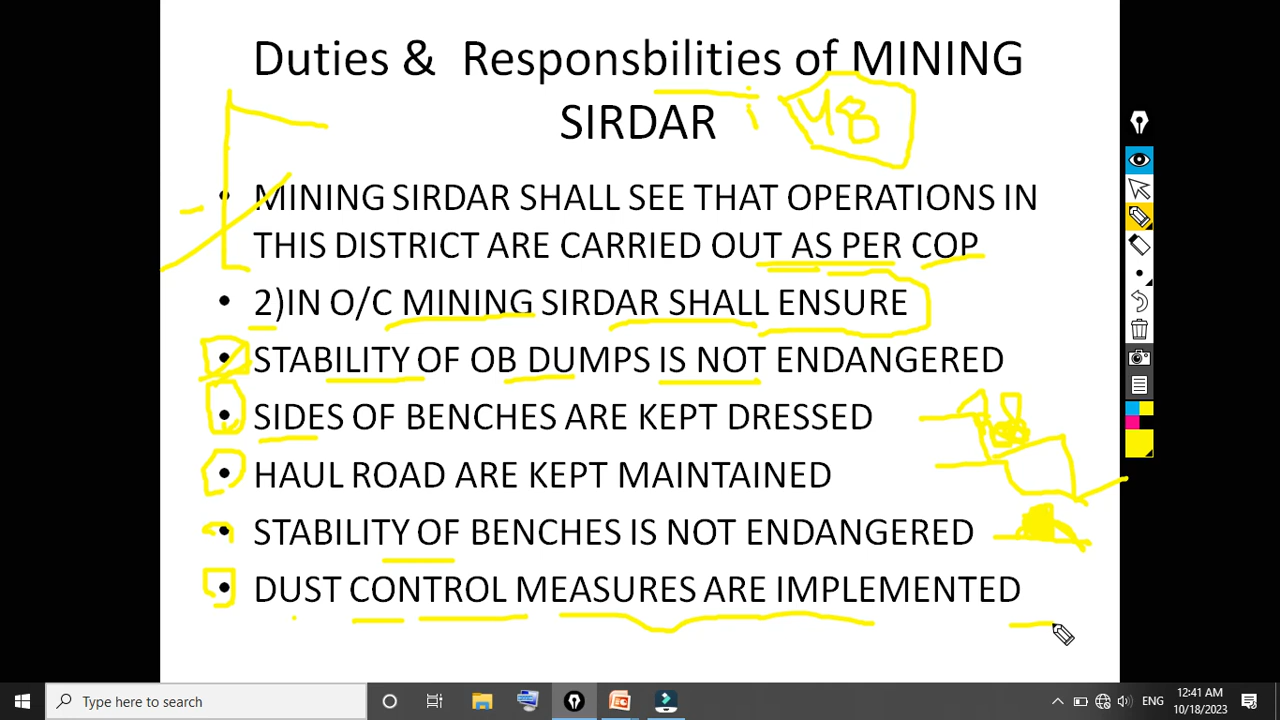 Duties & Responsbilities of MINING
SIRDAR
48
• MINING SIRDAR SHALL SEE THAT OPERATIONS IN
THIS DISTRICT ARE CARRIED OUT AS PER COP
• 2)IN O/C MINING SIRDAR SHALL ENSURE
• STABILITY OF OB DUMPS IS NOT ENDANGERED
• SIDES OF BENCHES ARE KEPT DRESSED
• HAUL ROAD ARE KEPT MAINTAINED
• STABILITY OF BENCHES IS NOT ENDANGERED
• DUST CONTROL MEASURES ARE IMPLEMENTED
Type here to search
ENG
12:41 AM
10/18/2023